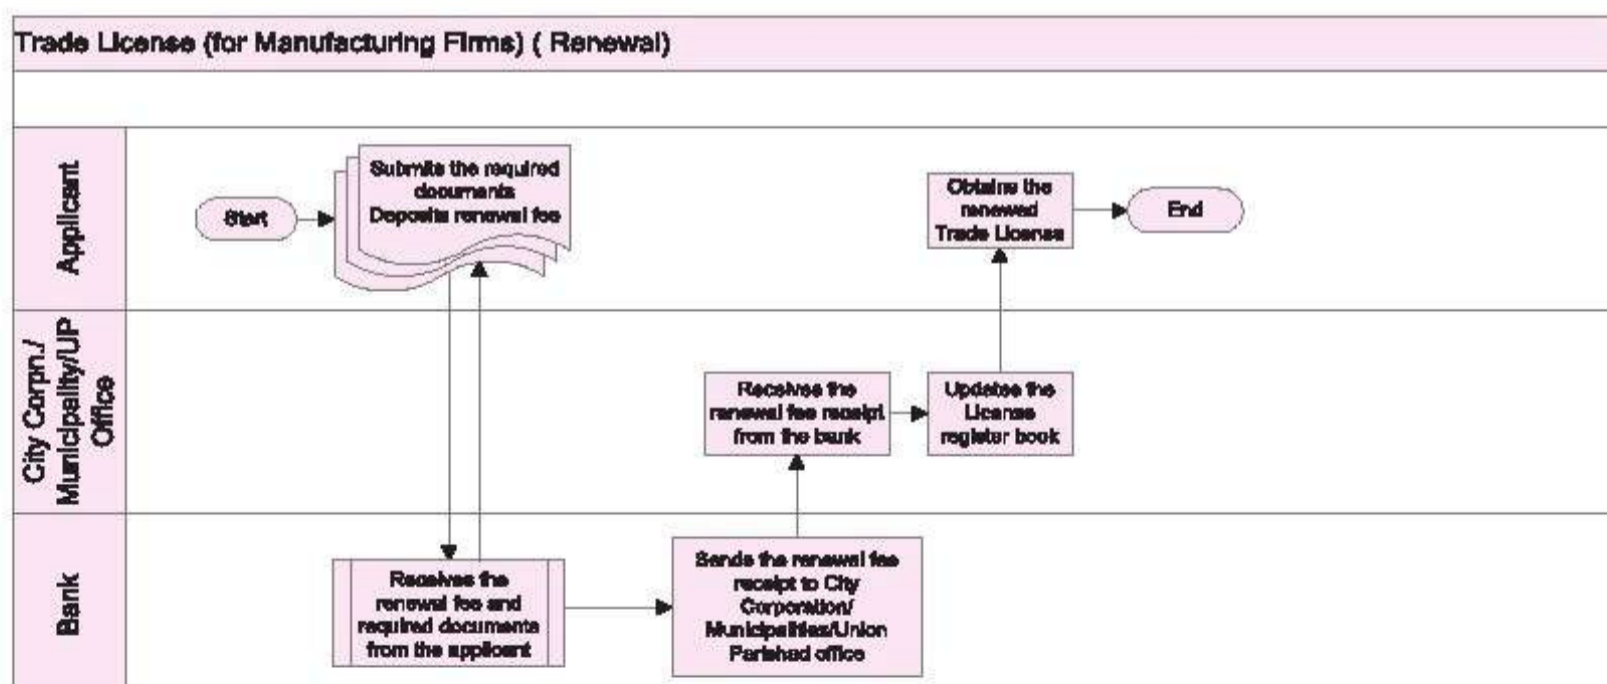 Trade License (for Manufacturing Firms) ( Renewal)
Applicant
Start
Submits the required
documents
Deposits renewal fee
Obtains the
renewed
Trade License
End
City Corpn./
Municipality/UP
Office
Receives the
renewal fee receipt
from the bank
Updates the
License
register book
Bank
Receives the
renewal fee and
required documents
from the applicant
Sends the renewal fee
receipt to City
Corporation/
Municipalities/Union
Parishad office